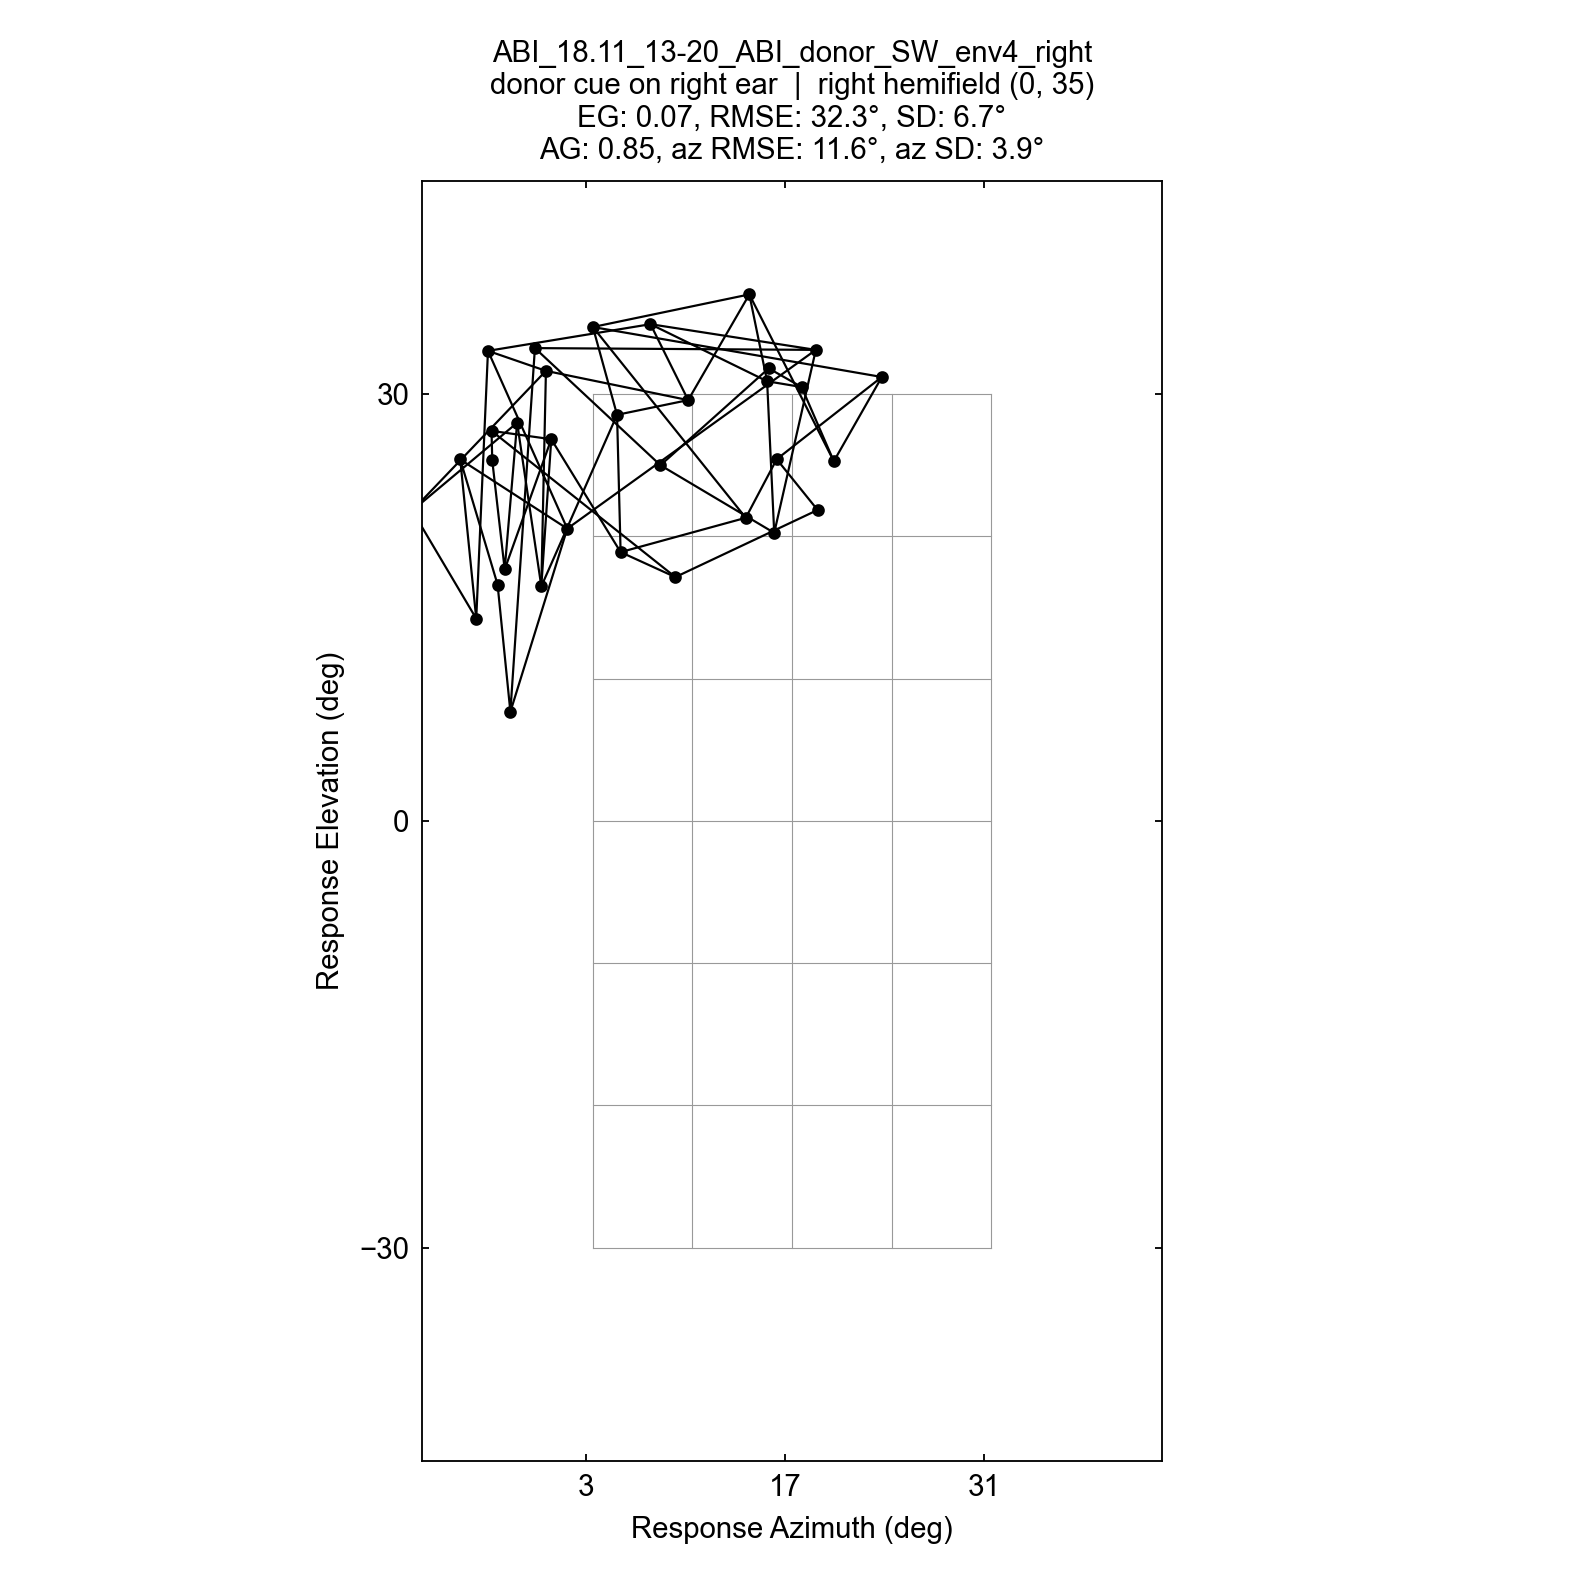 ABI_18.11_13-20_ABI_donor_SW_env4_right
donor cue on right ear | right hemifield (0, 35)
EG: 0.07, RMSE: 32.3°, SD: 6.7°
AG: 0.85, az RMSE: 11.6°, az SD: 3.9°
30
0
−30
Response Elevation (deg)
3 17 31
Response Azimuth (deg)